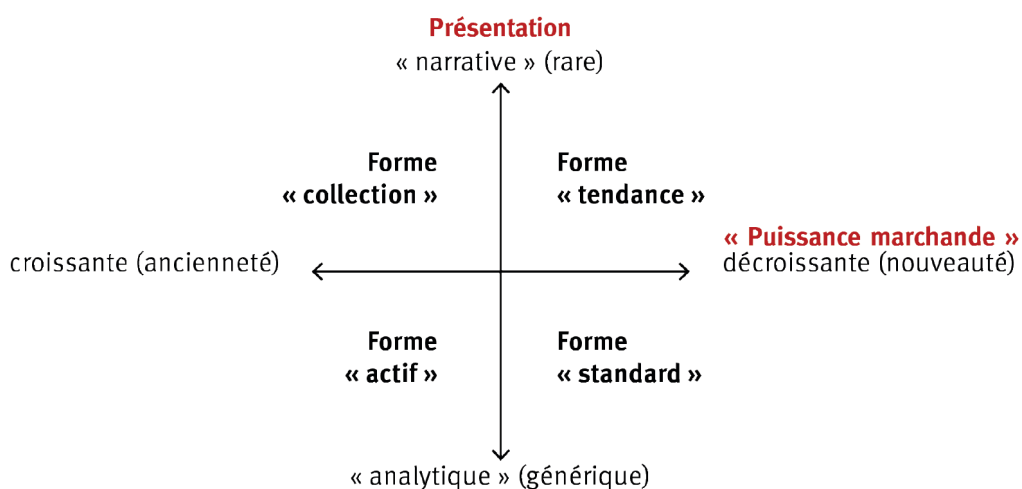 Présentation
« narrative » (rare)
Forme
« collection »
Forme
« tendance »
« Puissance marchande »
croissante (ancienneté)
décroissante (nouveauté)
Forme
« actif »
Forme
« standard »
« analytique » (générique)